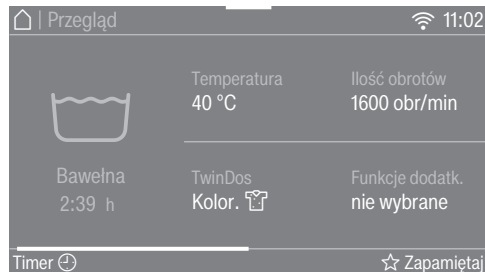 | Przegląd 11:02
Temperatura
40 °C
Ilość obrotów
1600 obr/min
Bawełna
2:39 h
TwinDos
Kolor.
Funkcje dodatk.
nie wybrane
Timer
Zapamiętaj